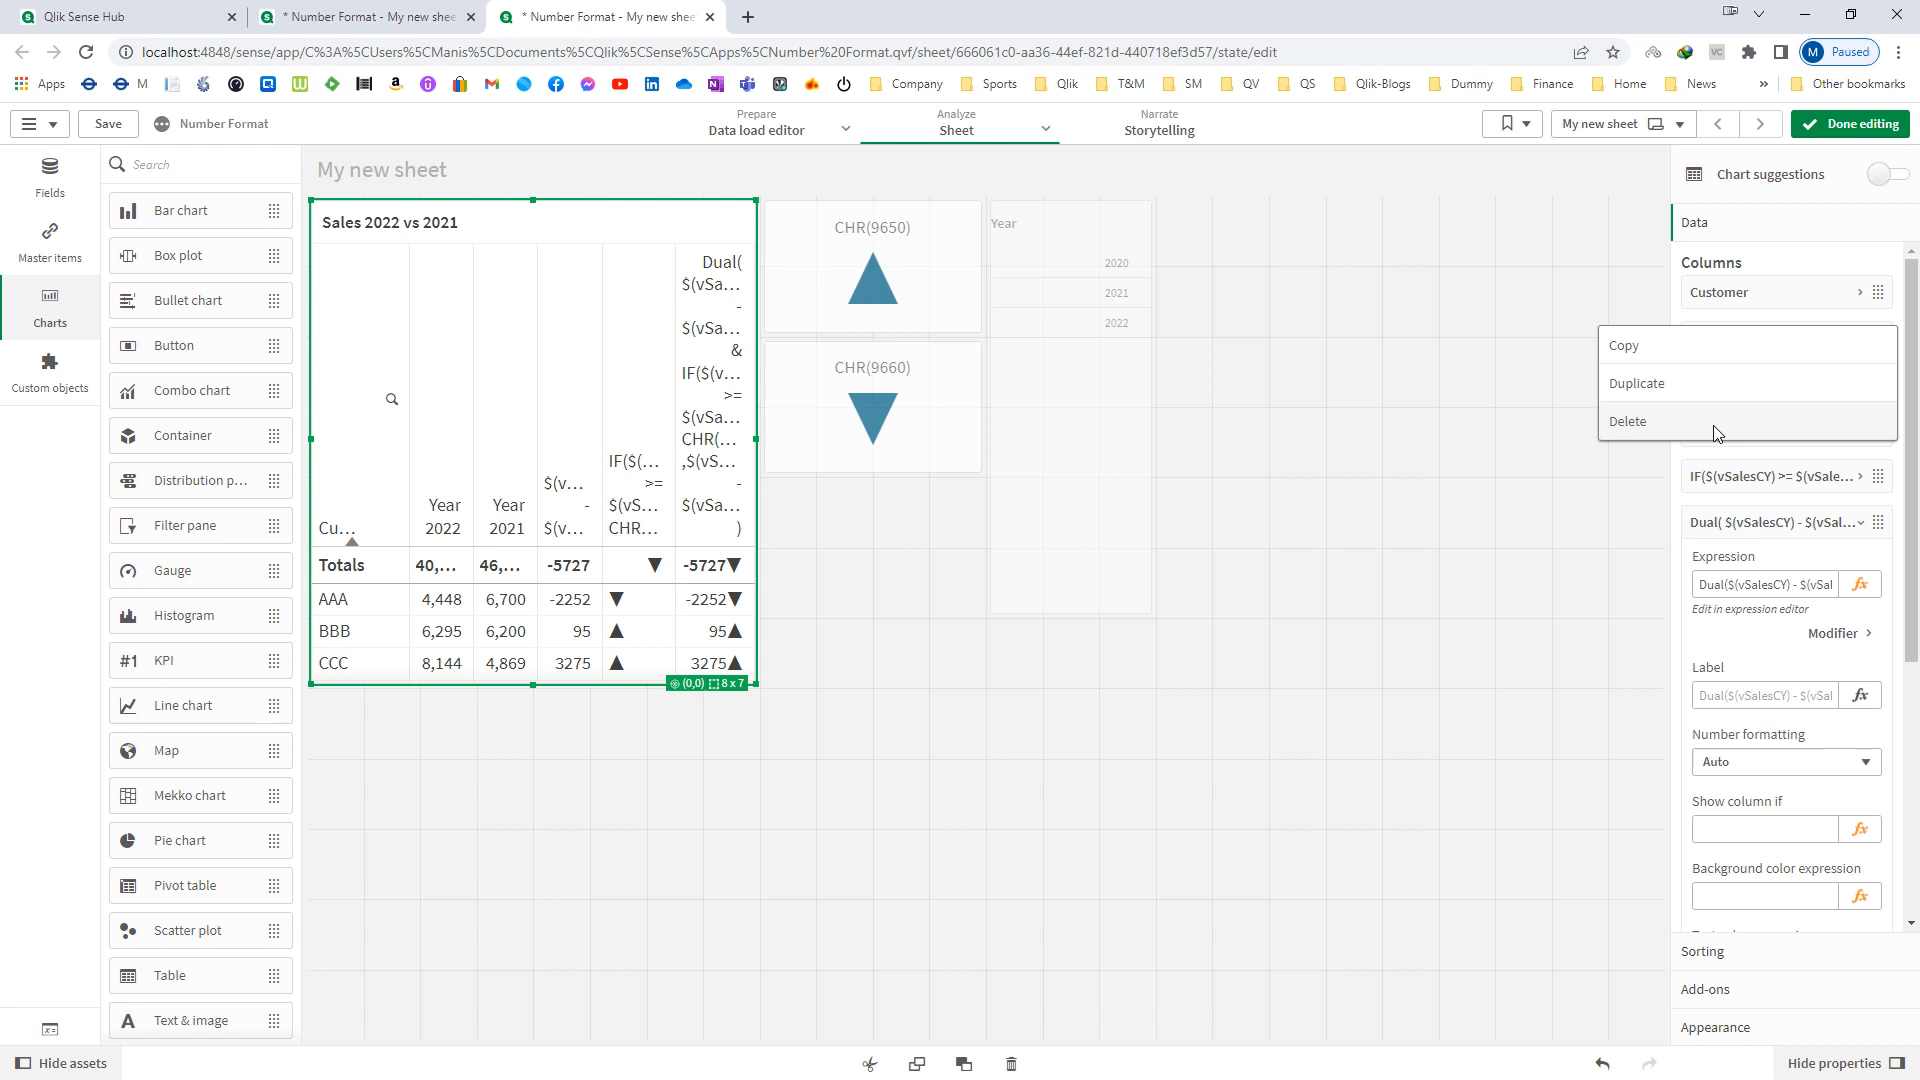 Qlik Sense Hub
* Number Format - My new shee
* Number Format - My new shee
localhost:4848/sense/app/C%3A%5CUsers%5CManis%5CDocuments%5CQlik%5CSense%5CApps%5CNumber%20Format.qvf/sheet/666061c0-aa36-44ef-821d-440718ef3d57/state/edit
M Paused
Apps
M
Company
Sports
Qlik
T&M
SM
QV
QS
Qlik-Blogs
Dummy
Finance
Home
News
»
Other bookmarks
Save
Number Format
Prepare
Data load editor
Analyze
Sheet
Narrate
Storytelling
My new sheet
Done editing
Fields
Master items
Charts
Custom objects
Search
Bar chart
Box plot
Bullet chart
Button
Combo chart
Container
Distribution p...
Filter pane
Gauge
Histogram
#1 KPI
Line chart
Map
Mekko chart
Pie chart
Pivot table
Scatter plot
Table
A Text & image
My new sheet
Sales 2022 vs 2021
Cu...
Year
2022
Year
2021
$(v...
-
$(v...
IF($(...
>=
$(vS...
CHR...
Dual(
$(vSa...
-
$(vSa...
&
IF($(v...
>=
$(vSa...
CHR(...
,$(vS...
-
$(vSa...
)
Totals 40,... 46,... -5727 ▼ -5727▼
AAA 4,448 6,700 -2252 ▼ -2252▼
BBB 6,295 6,200 95 ▲ 95▲
CCC 8,144 4,869 3275 ▲ 3275▲
(0,0) 8 x 7
CHR(9650)
▲
CHR(9660)
▼
Year
2020
2021
2022
Chart suggestions
Data
Columns
Customer
Copy
Duplicate
Delete
IF($(vSalesCY) >= $(vSale...
Dual( $(vSalesCY) - $(vSal...
Expression
Dual($(vSalesCY) - $(vSal
Edit in expression editor
Modifier
Label
Dual($(vSalesCY) - $(vSal
Number formatting
Auto
Show column if
Background color expression
Sorting
Add-ons
Appearance
Hide assets
Hide properties